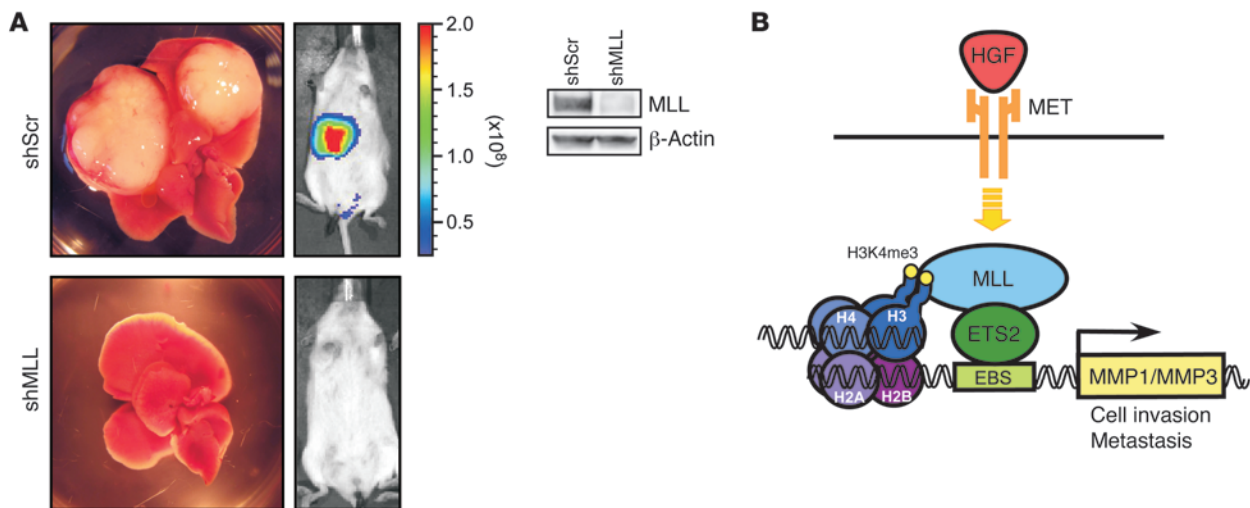 A
shScr
2.0
1.5
1.0
0.5
(x10⁸)
shScr
shMLL
MLL
β-Actin
shMLL
B
HGF
MET
H3K4me3
MLL
H4
H3
ETS2
H2A
H2B
EBS
MMP1/MMP3
Cell invasion
Metastasis